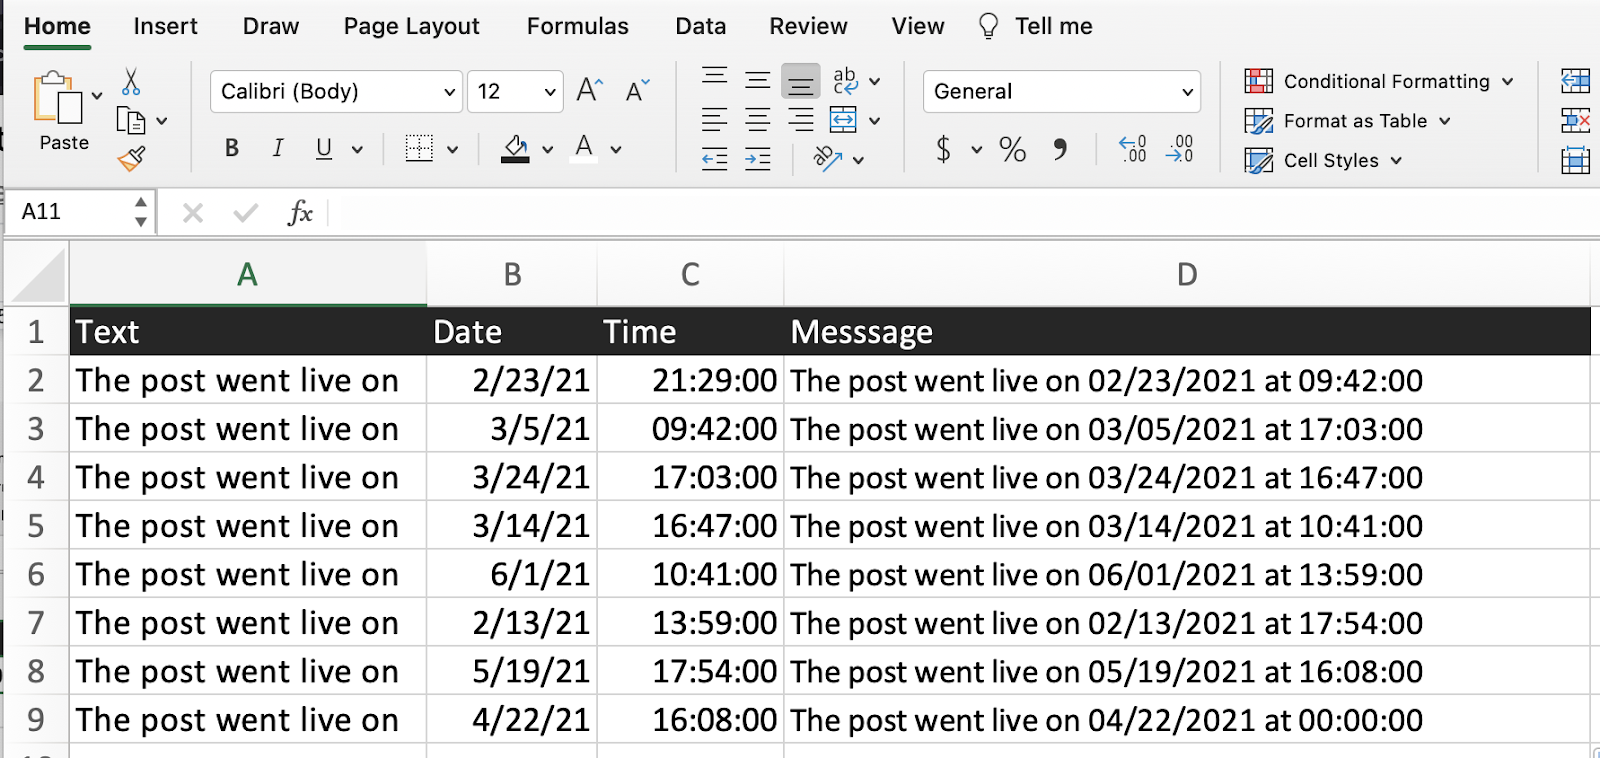 Home Insert Draw Page Layout Formulas Data Review View Tell me
Calibri (Body) 12 A A ab c General Conditional Formatting
Format as Table
Paste B I U A ab $ % 9 .00 .00 0 Cell Styles
A11 fx
A B C D
1 Text Date Time Messsage
2 The post went live on 2/23/21 21:29:00 The post went live on 02/23/2021 at 09:42:00
3 The post went live on 3/5/21 09:42:00 The post went live on 03/05/2021 at 17:03:00
4 The post went live on 3/24/21 17:03:00 The post went live on 03/24/2021 at 16:47:00
5 The post went live on 3/14/21 16:47:00 The post went live on 03/14/2021 at 10:41:00
6 The post went live on 6/1/21 10:41:00 The post went live on 06/01/2021 at 13:59:00
7 The post went live on 2/13/21 13:59:00 The post went live on 02/13/2021 at 17:54:00
8 The post went live on 5/19/21 17:54:00 The post went live on 05/19/2021 at 16:08:00
9 The post went live on 4/22/21 16:08:00 The post went live on 04/22/2021 at 00:00:00